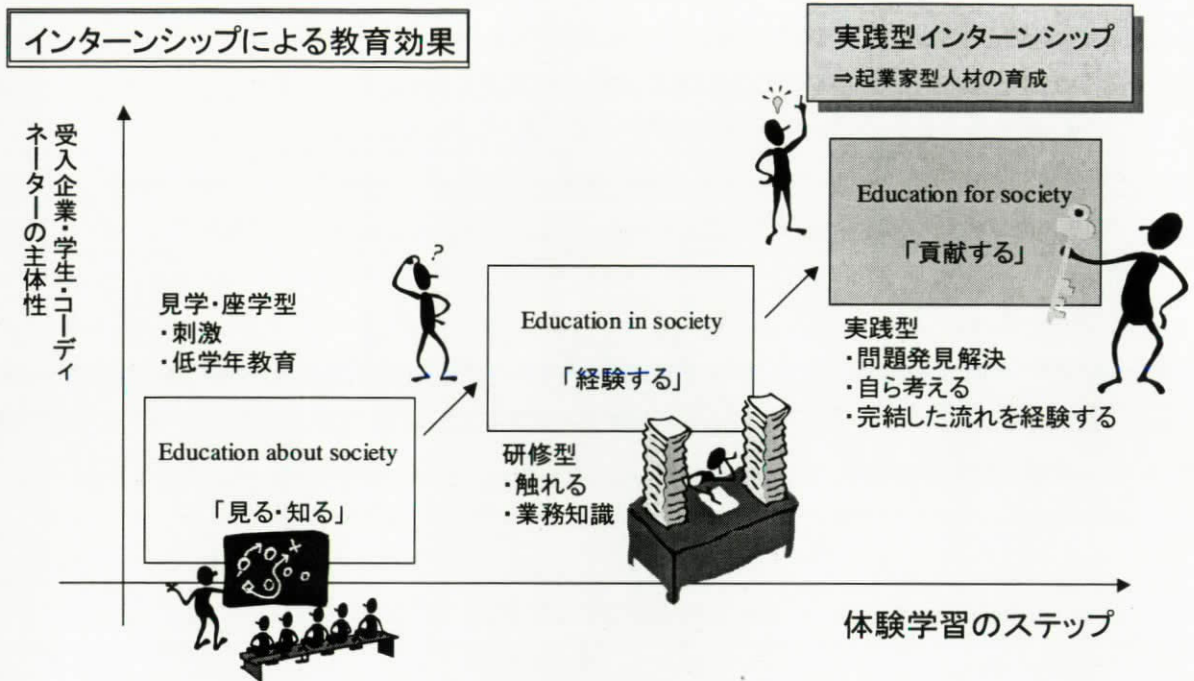 インターンシップによる教育効果
実践型インターンシップ
⇒起業家型人材の育成
受入企業・学生・コーディ
ネーターの主体性
見学・座学型
・刺激
・低学年教育
Education about society
「見る・知る」
?
Education in society
「経験する」
研修型
・触れる
・業務知識
Education for society
「貢献する」
実践型
・問題発見解決
・自ら考える
・完結した流れを経験する
体験学習のステップ